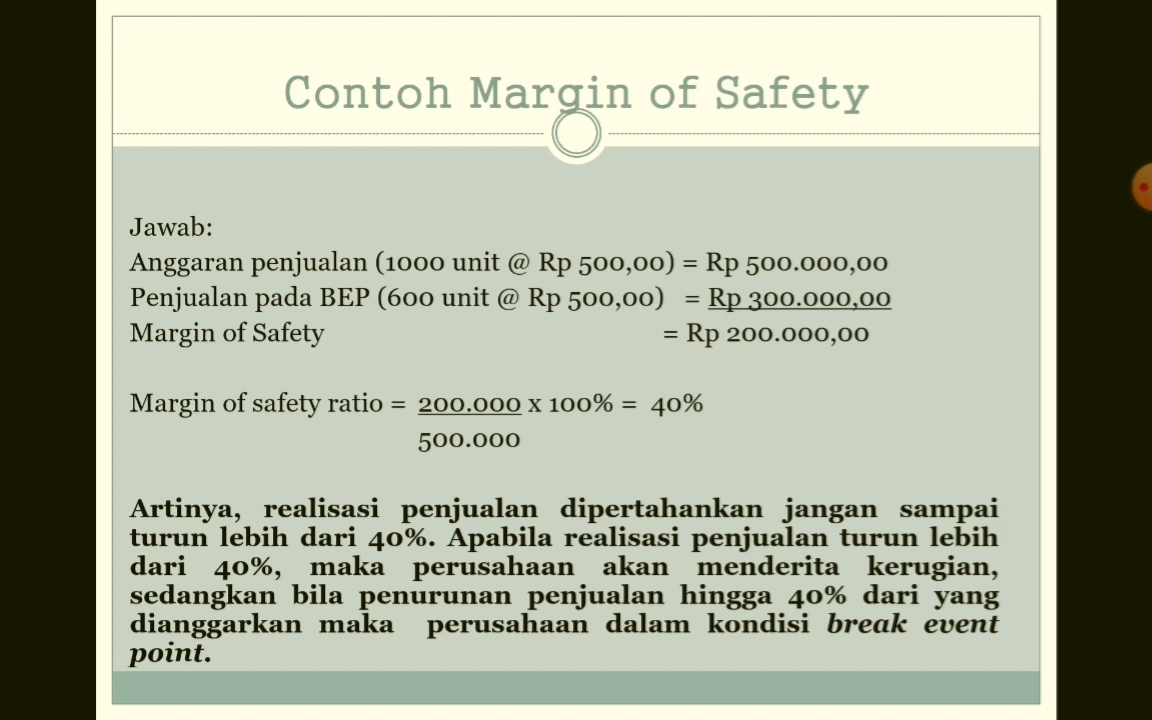 Contoh Margin of Safety
Jawab:
Anggaran penjualan (1000 unit @ Rp 500,00) = Rp 500.000,00
Penjualan pada BEP (600 unit @ Rp 500,00) = Rp 300.000,00
Margin of Safety = Rp 200.000,00
Margin of safety ratio = 200.000 x 100% = 40%
500.000
Artinya, realisasi penjualan dipertahankan jangan sampai
turun lebih dari 40%. Apabila realisasi penjualan turun lebih
dari 40%, maka perusahaan akan menderita kerugian,
sedangkan bila penurunan penjualan hingga 40% dari yang
dianggarkan maka perusahaan dalam kondisi break event
point.